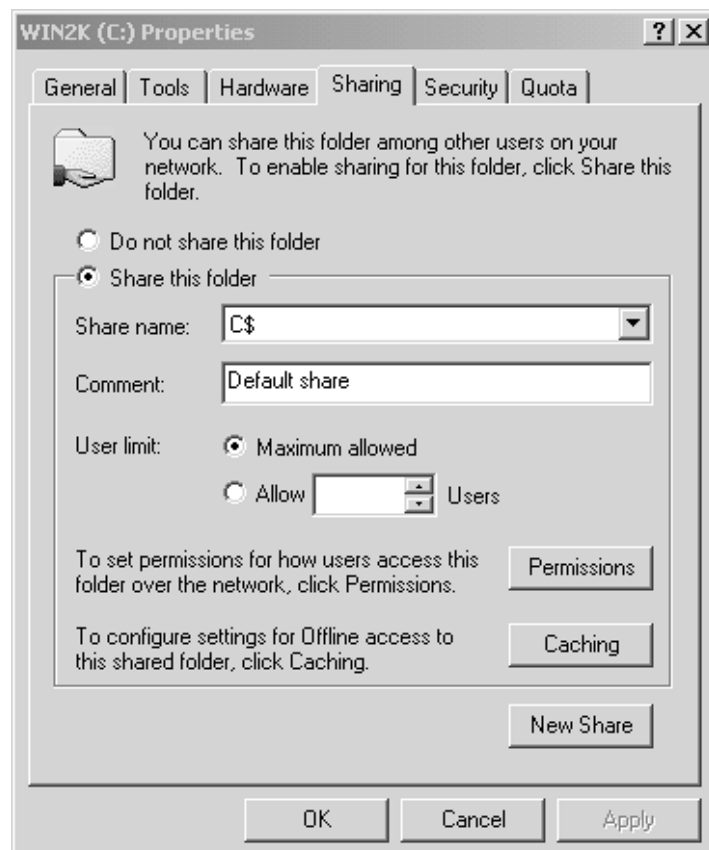 WIN2K (C:) Properties
General Tools Hardware Sharing Security Quota
You can share this folder among other users on your
network. To enable sharing for this folder, click Share this
folder.
Do not share this folder
Share this folder
Share name: C$
Comment: Default share
User limit: Maximum allowed
Allow Users
To set permissions for how users access this
folder over the network, click Permissions.
Permissions
To configure settings for Offline access to
this shared folder, click Caching.
Caching
New Share
OK Cancel Apply